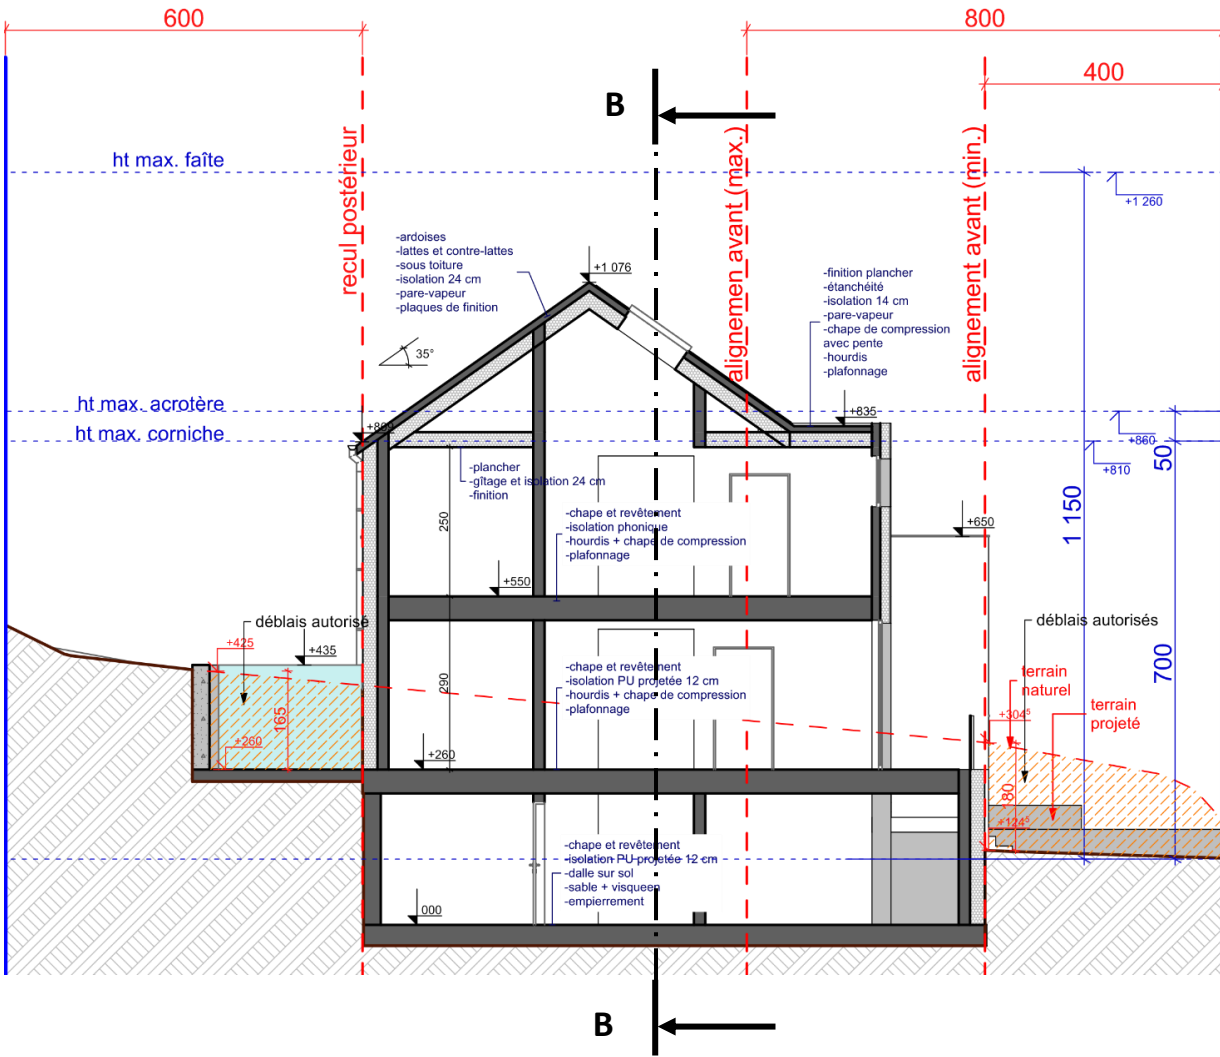 600
800
400
B
ht max. faîte
+1 260
recul postérieur
alignement avant (max.)
alignement avant (min.)
-ardoises
-lattes et contre-lattes
-sous toiture
-isolation 24 cm
-pare-vapeur
-plaques de finition
+1 076
-finition plancher
-étanchéité
-isolation 14 cm
-pare-vapeur
-chape de compression
avec pente
-hourdis
-plafonnage
35°
ht max. acrotère
+835
+860
ht max. corniche
+810
50
-plancher
-gîtage et isolation 24 cm
-finition
250
1 150
-chape et revêtement
-isolation phonique
-hourdis + chape de compression
-plafonnage
+650
+550
déblais autorisé
déblais autorisés
+425
+435
700
290
-chape et revêtement
-isolation PU projetée 12 cm
-hourdis + chape de compression
-plafonnage
terrain
naturel
terrain
projeté
+304⁵
165
+260
+260
180
+124⁵
-chape et revêtement
-isolation PU projetée 12 cm
-dalle sur sol
-sable + visqueen
-empierrement
000
B